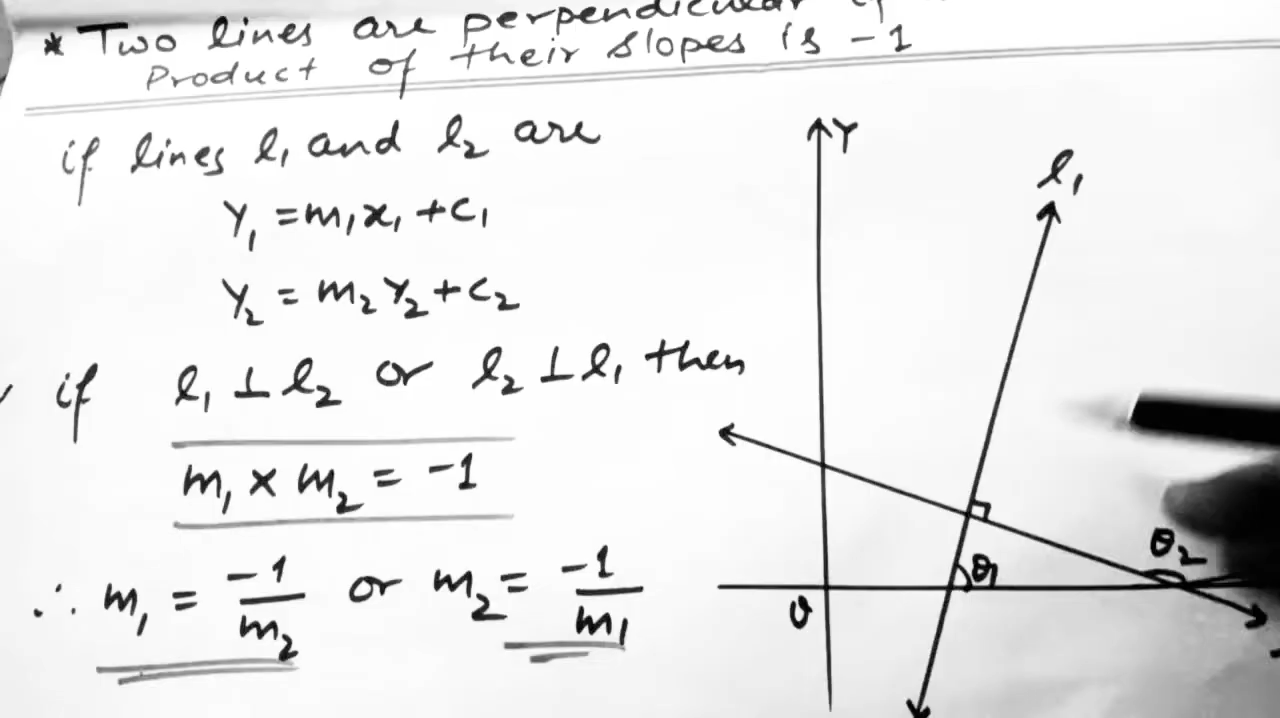 * Two lines are perpendicular if
Product of their slopes is -1
if lines l₁ and l₂ are
Y₁ = m₁x₁ + c₁
Y₂ = m₂Y₂ + c₂
if l₁ ⊥ l₂ or l₂ ⊥ l₁ then
m₁ × m₂ = -1
∴ m₁ = -1/m₂ or m₂ = -1/m₁
Y
l₁
θ₂
θ₁
O